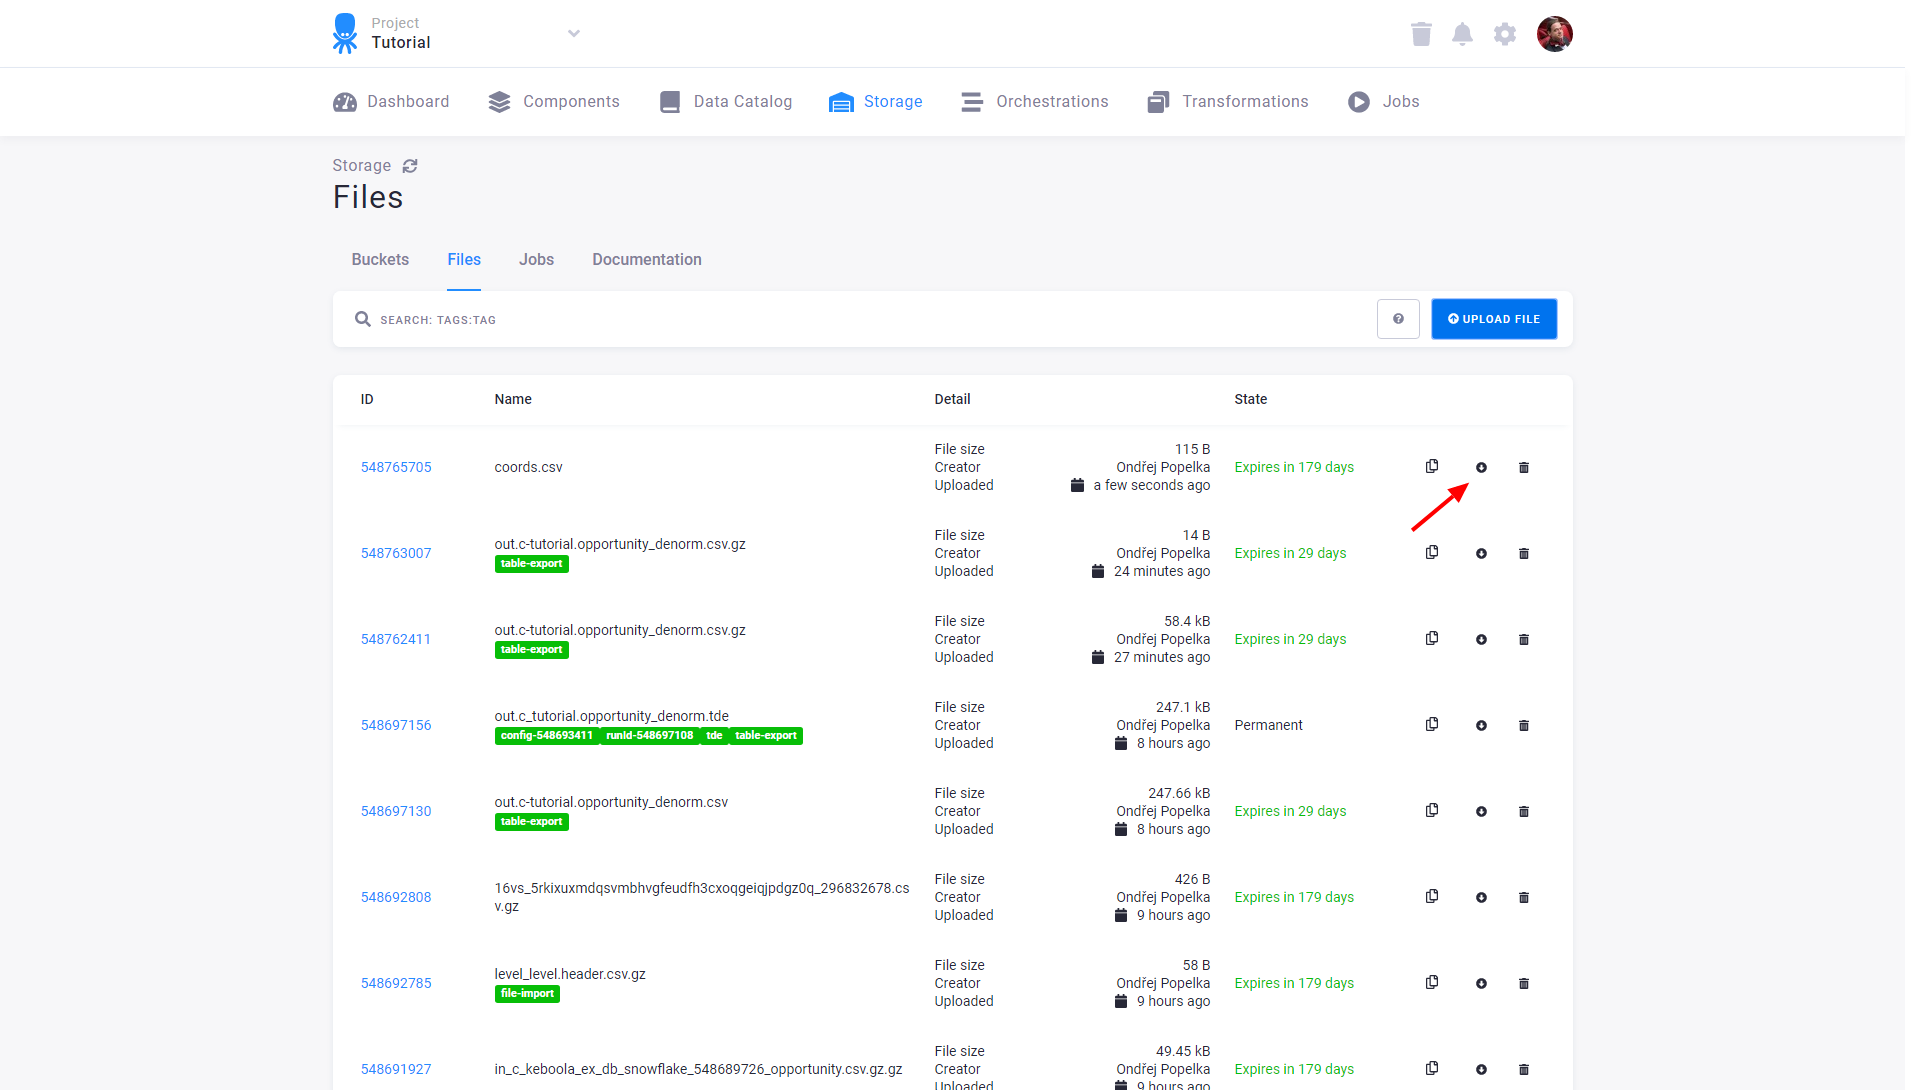 Project
Tutorial
Dashboard Components Data Catalog Storage Orchestrations Transformations Jobs
Storage
Files
Buckets Files Jobs Documentation
SEARCH: TAGS:TAG
UPLOAD FILE
ID Name Detail State
548765705 coords.csv File size 115 B
Creator Ondřej Popelka Expires in 179 days
Uploaded a few seconds ago
548763007 out.c-tutorial.opportunity_denorm.csv.gz File size 14 B
table-export Creator Ondřej Popelka Expires in 29 days
Uploaded 24 minutes ago
548762411 out.c-tutorial.opportunity_denorm.csv.gz File size 58.4 kB
table-export Creator Ondřej Popelka Expires in 29 days
Uploaded 27 minutes ago
548697156 out.c_tutorial.opportunity_denorm.tde File size 247.1 kB
config-548693411 runId-548697108 tde table-export Creator Ondřej Popelka Permanent
Uploaded 8 hours ago
548697130 out.c-tutorial.opportunity_denorm.csv File size 247.66 kB
table-export Creator Ondřej Popelka Expires in 29 days
Uploaded 8 hours ago
548692808 16vs_5rkixuxmdqsvmbhvgfeudfh3cxoqgeiqjpdgz0q_296832678.cs File size 426 B
v.gz Creator Ondřej Popelka Expires in 179 days
Uploaded 9 hours ago
548692785 level_level.header.csv.gz File size 58 B
file-import Creator Ondřej Popelka Expires in 179 days
Uploaded 9 hours ago
548691927 in_c_keboola_ex_db_snowflake_548689726_opportunity.csv.gz.gz File size 49.45 kB
Creator Ondřej Popelka Expires in 179 days
Uploaded 9 hours ago